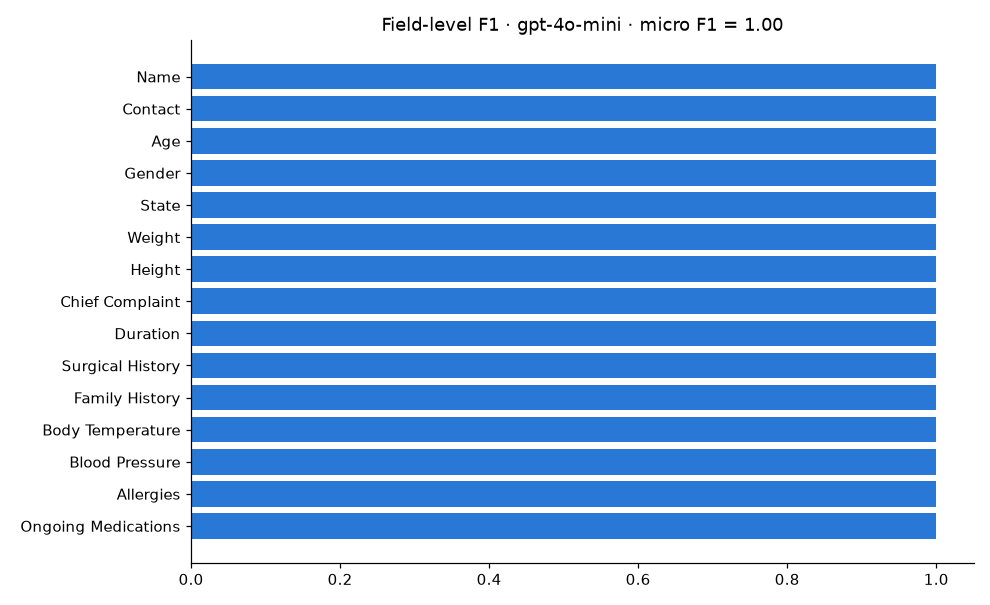 Field-level F1 · gpt-4o-mini · micro F1 = 1.00
Name
Contact
Age
Gender
State
Weight
Height
Chief Complaint
Duration
Surgical History
Family History
Body Temperature
Blood Pressure
Allergies
Ongoing Medications
0.0 0.2 0.4 0.6 0.8 1.0